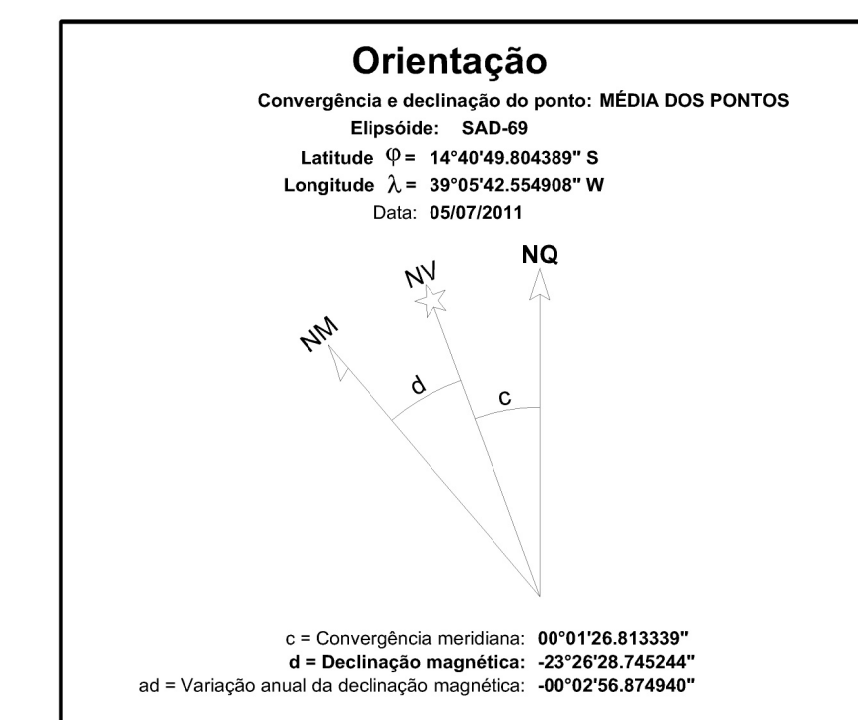 Orientação
Convergência e declinação do ponto: MÉDIA DOS PONTOS
Elipsóide: SAD-69
Latitude φ = 14°40'49.804389" S
Longitude λ = 39°05'42.554908" W
Data: 05/07/2011
NQ
NV
NM
d
c
c = Convergência meridiana: 00°01'26.813339"
d = Declinação magnética: -23°26'28.745244"
ad = Variação anual da declinação magnética: -00°02'56.874940"